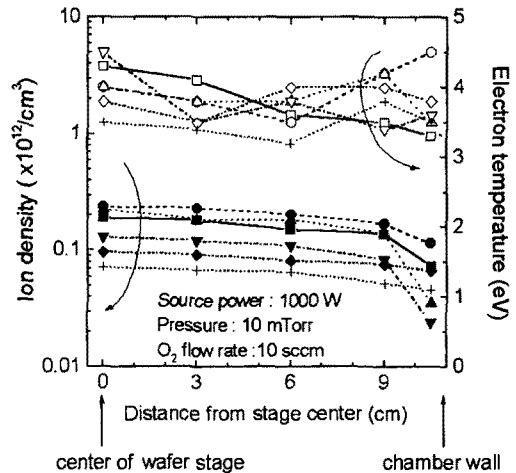 Ion density ( ×10¹²/cm³)
10
1
0.1
0.01
5
4
3
2
1
0
Electron temperature (eV)
Source power : 1000 W
Pressure : 10 mTorr
O₂ flow rate : 10 sccm
0 3 6 9
Distance from stage center (cm)
center of wafer stage chamber wall